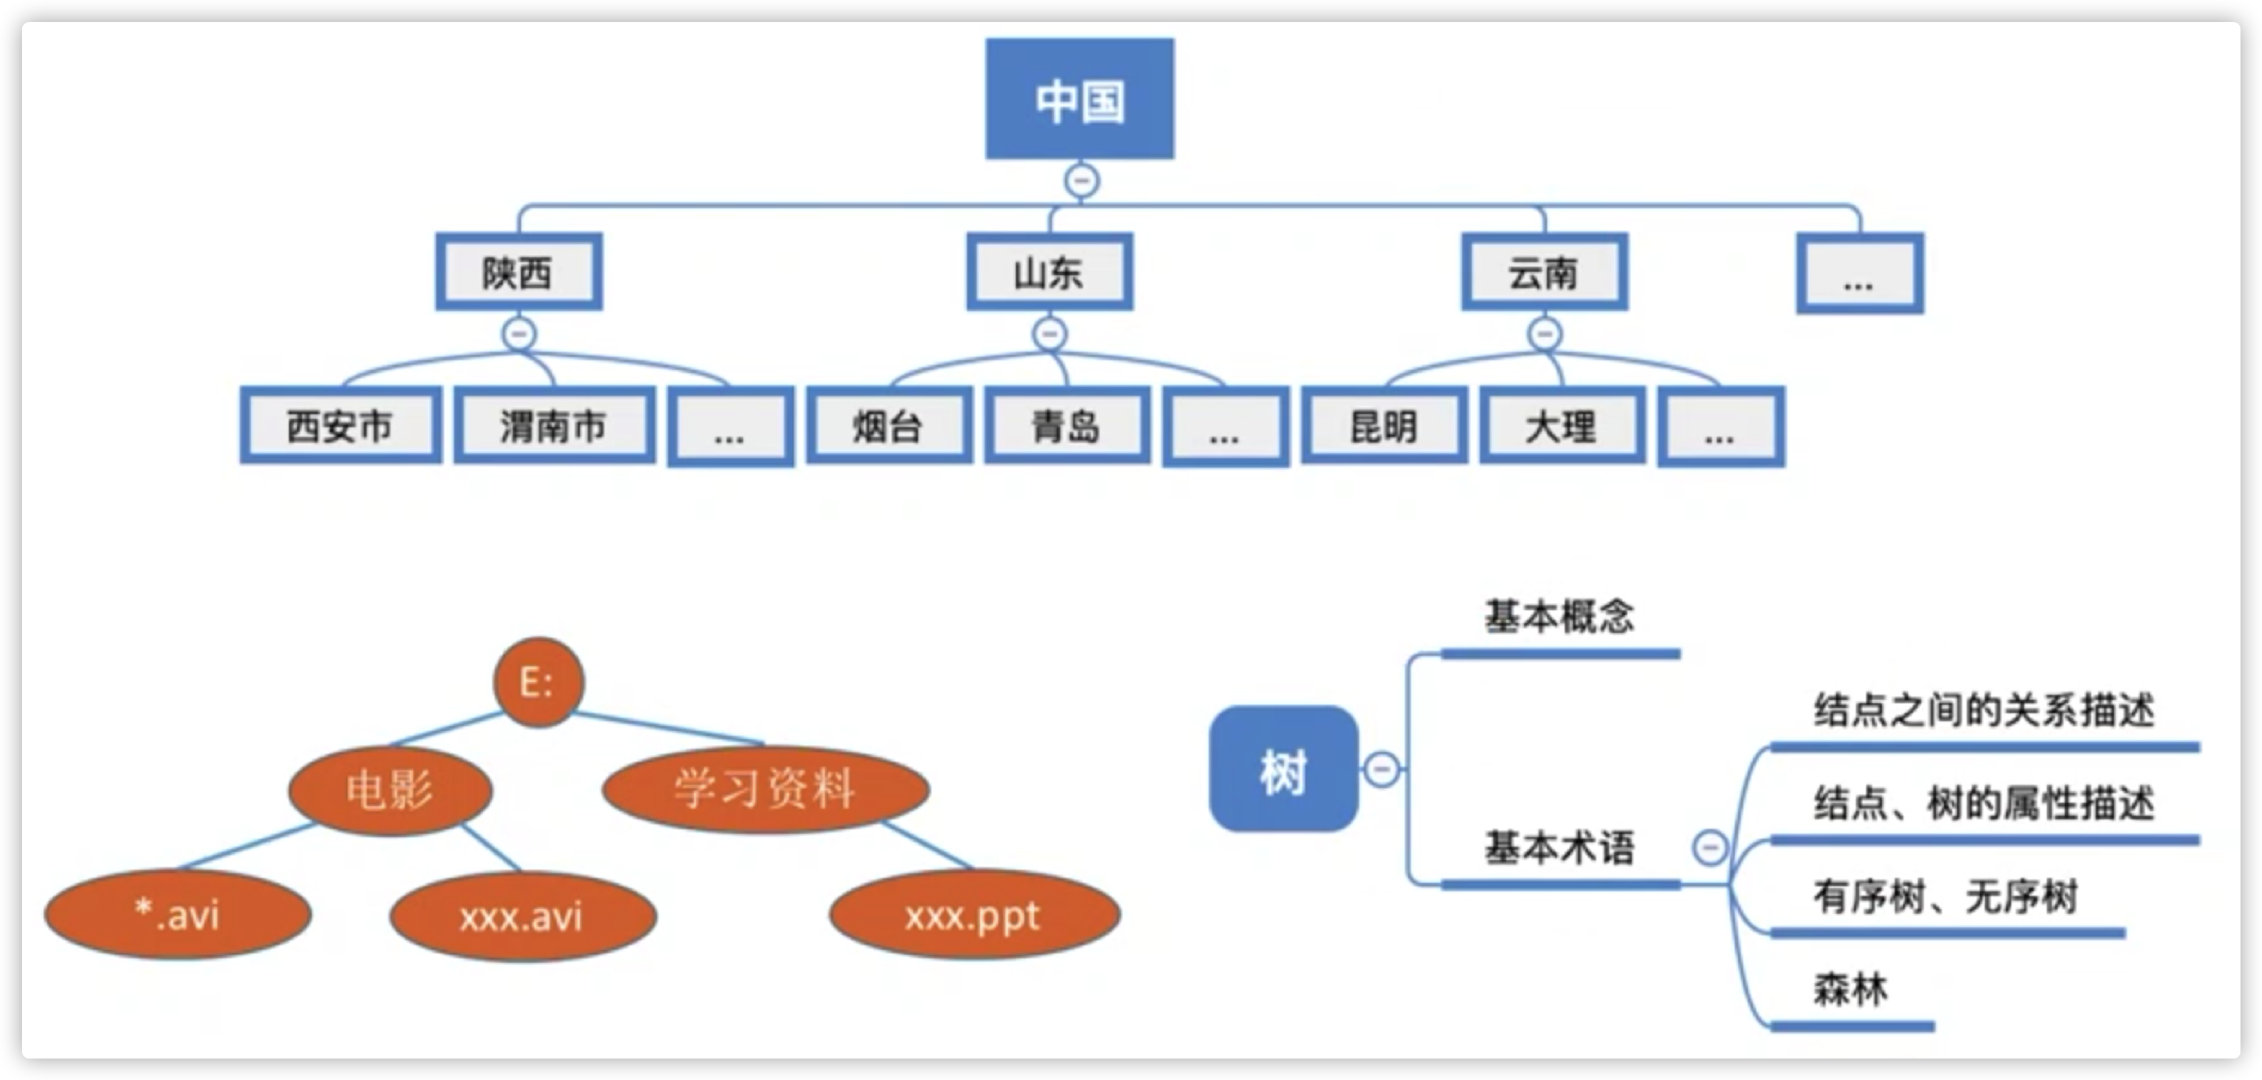 中国
陕西 山东 云南 ...
西安市 渭南市 ... 烟台 青岛 ... 昆明 大理 ...
E:
电影 学习资料
*.avi xxx.avi xxx.ppt
树
基本概念
基本术语
结点之间的关系描述
结点、树的属性描述
有序树、无序树
森林